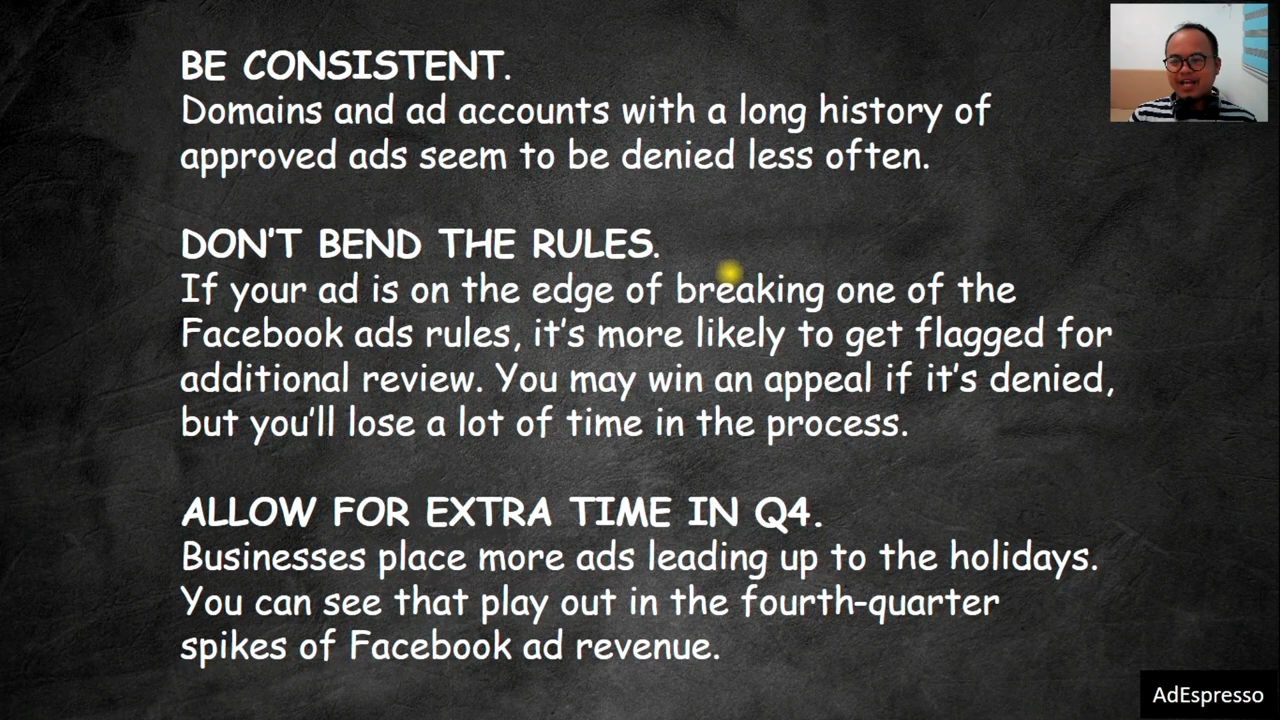 BE CONSISTENT.
Domains and ad accounts with a long history of
approved ads seem to be denied less often.
DON'T BEND THE RULES.
If your ad is on the edge of breaking one of the
Facebook ads rules, it's more likely to get flagged for
additional review. You may win an appeal if it's denied,
but you'll lose a lot of time in the process.
ALLOW FOR EXTRA TIME IN Q4.
Businesses place more ads leading up to the holidays.
You can see that play out in the fourth-quarter
spikes of Facebook ad revenue.
AdEspresso